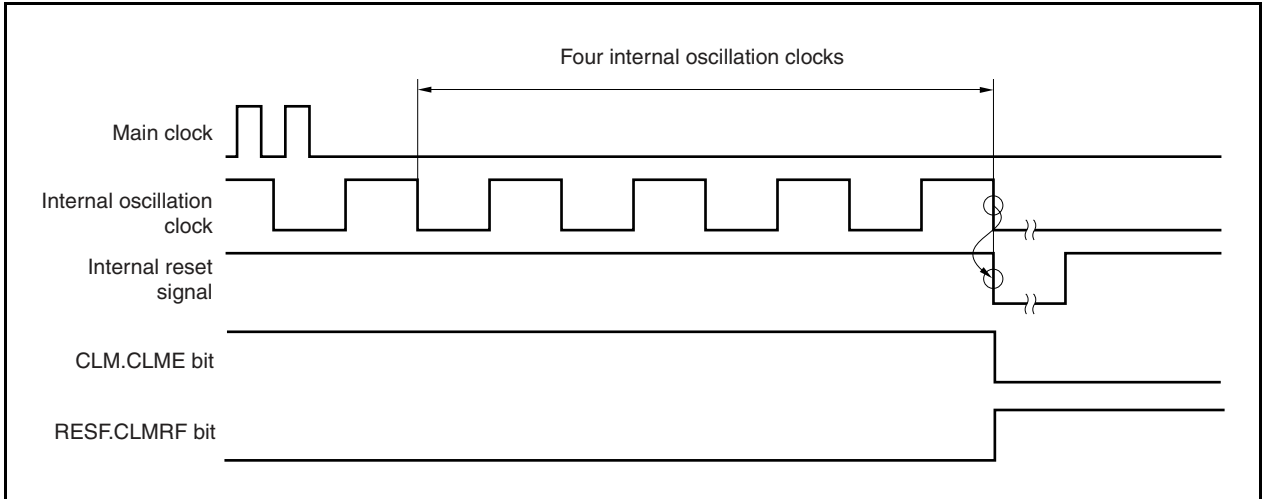 Four internal oscillation clocks
Main clock
Internal oscillation
clock
Internal reset
signal
CLM.CLME bit
RESF.CLMRF bit